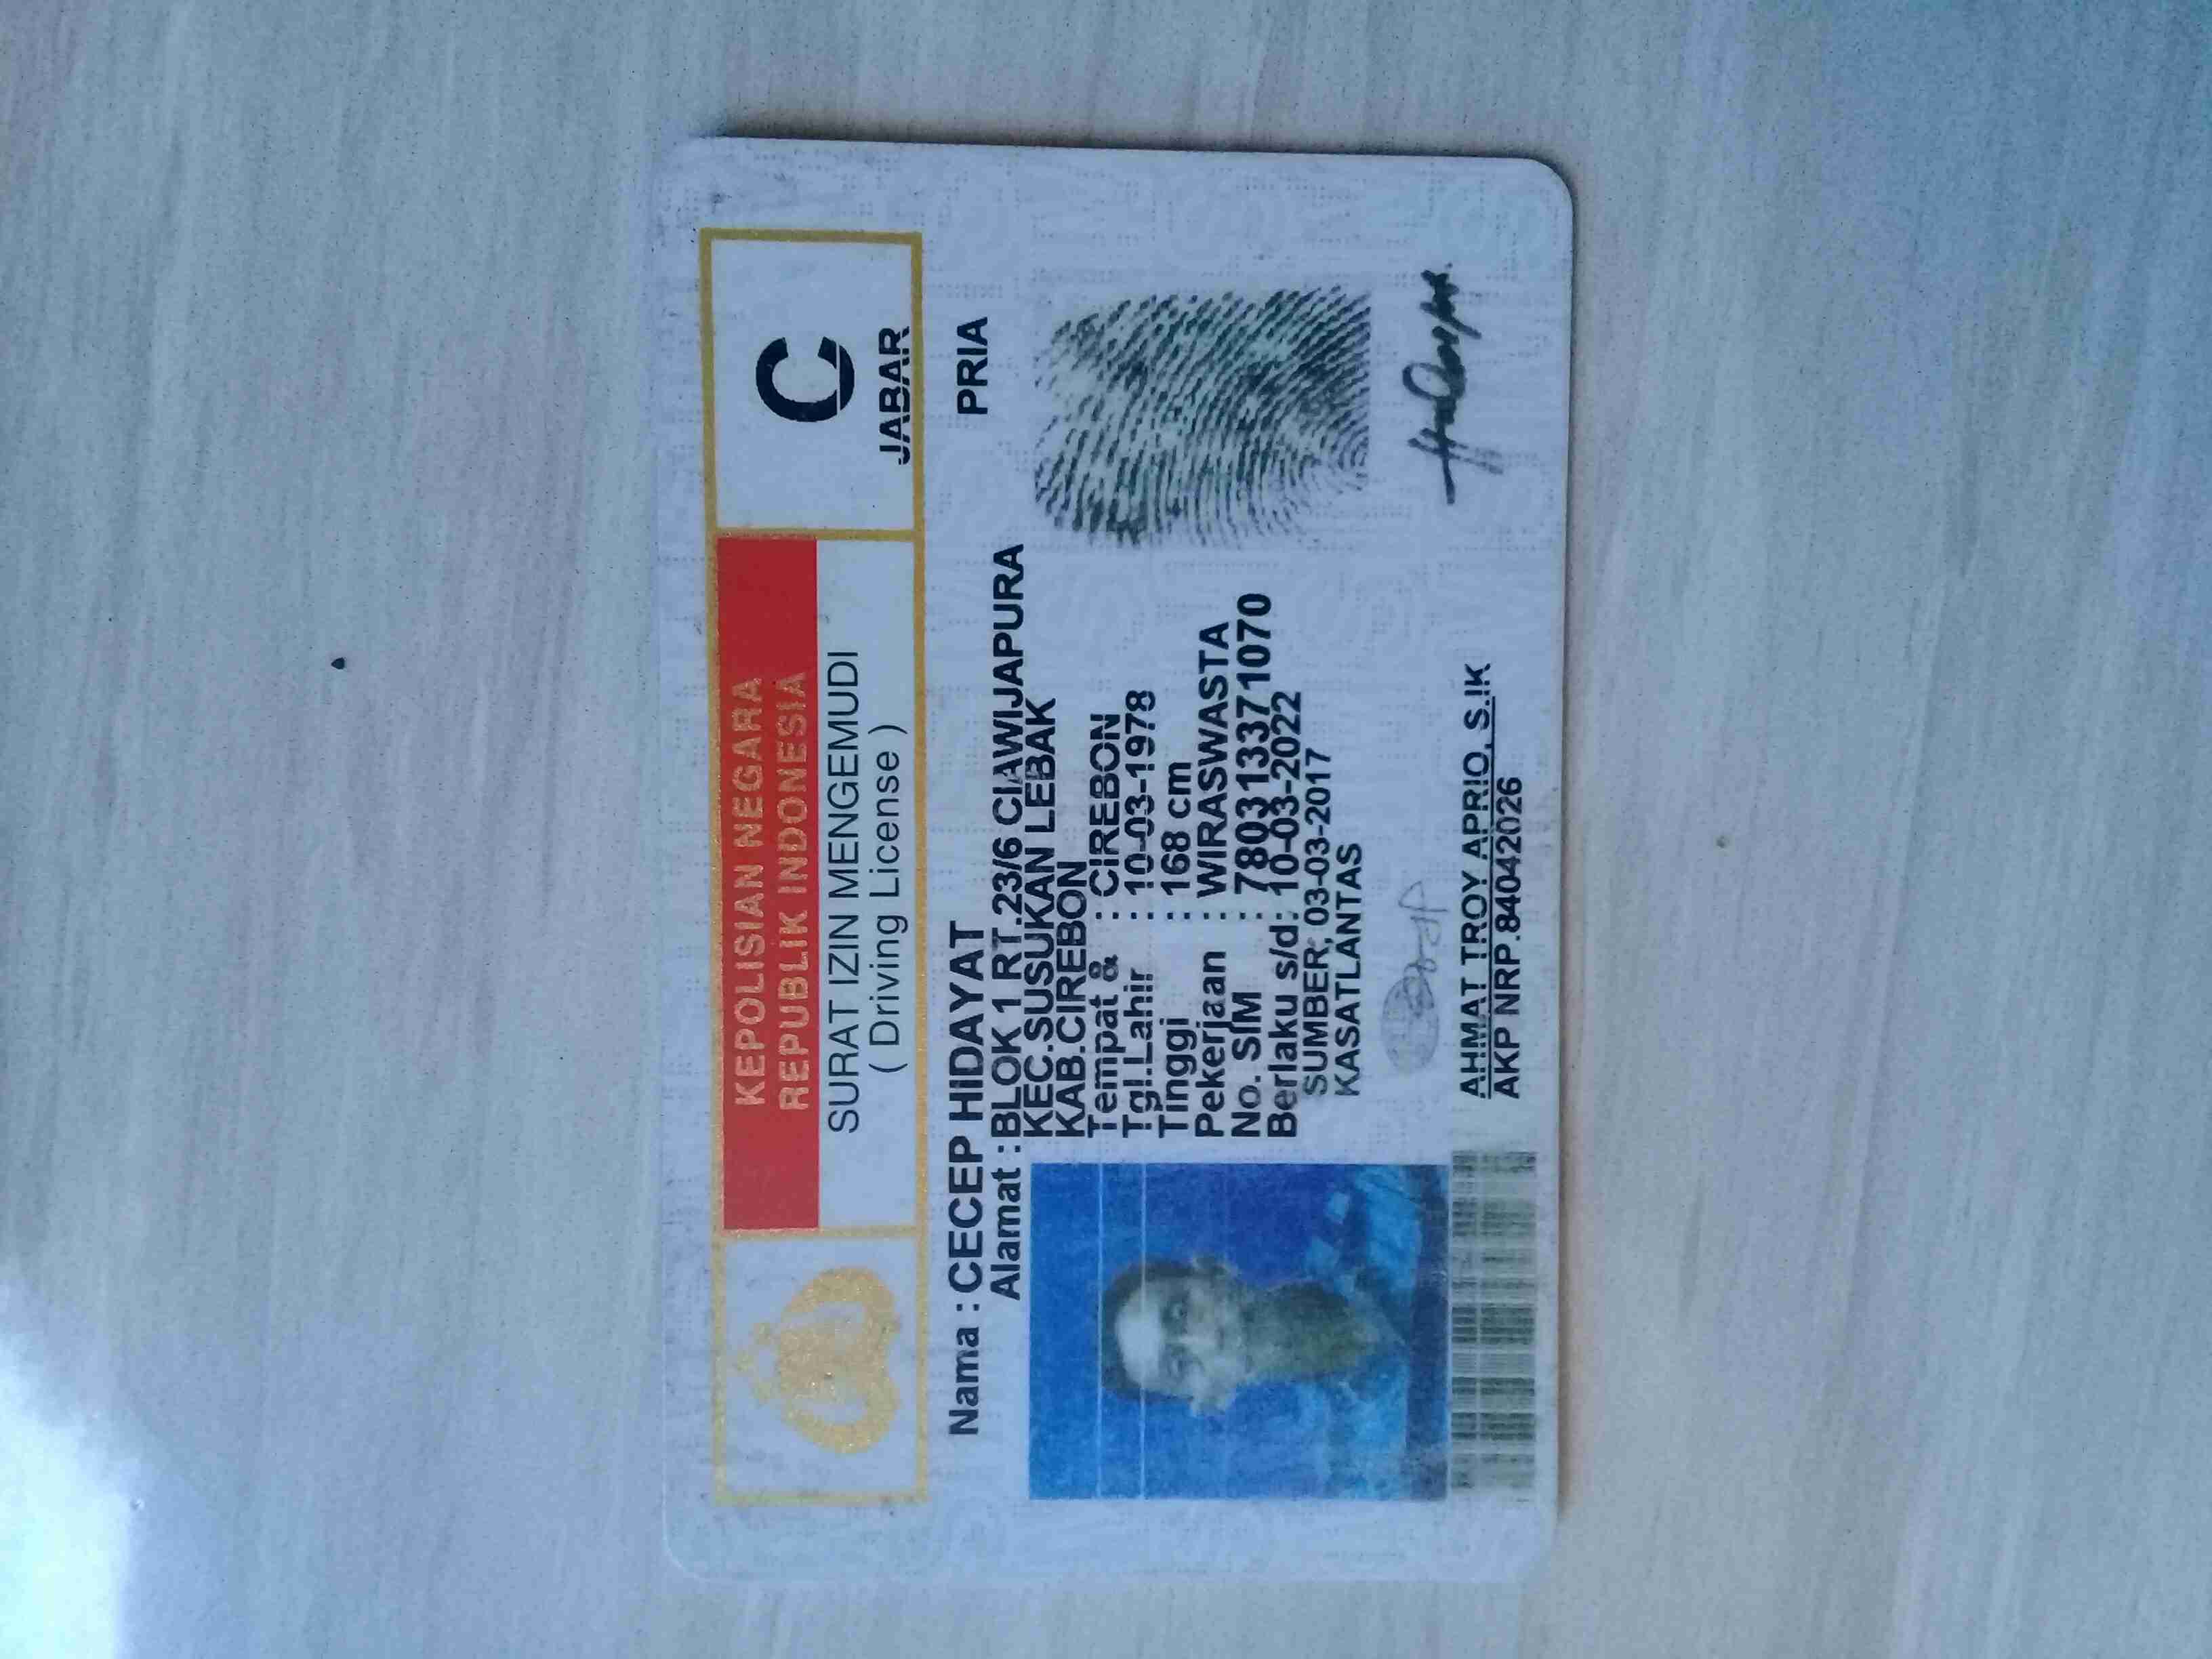 KEPOLISIAN NEGARA
REPUBLIK INDONESIA
SURAT IZIN MENGEMUDI
( Driving License )
C
JABAR
Nama : CECEP HIDAYAT
PRIA
Alamat : BLOK 1 RT.23/6 CIAWIJAPURA
KEC.SUSUKAN LEBAK
KAB.CIREBON
Tempat & : CIREBON
Tgl.Lahir : 10-03-1978
Tinggi : 168 cm
Pekerjaan : WIRASWASTA
No. SIM : 780313371070
Berlaku s/d : 10-03-2022
SUMBER, 03-03-2017
KASATLANTAS
AHMAT TROY APRIO, S.IK
AKP NRP.84042026